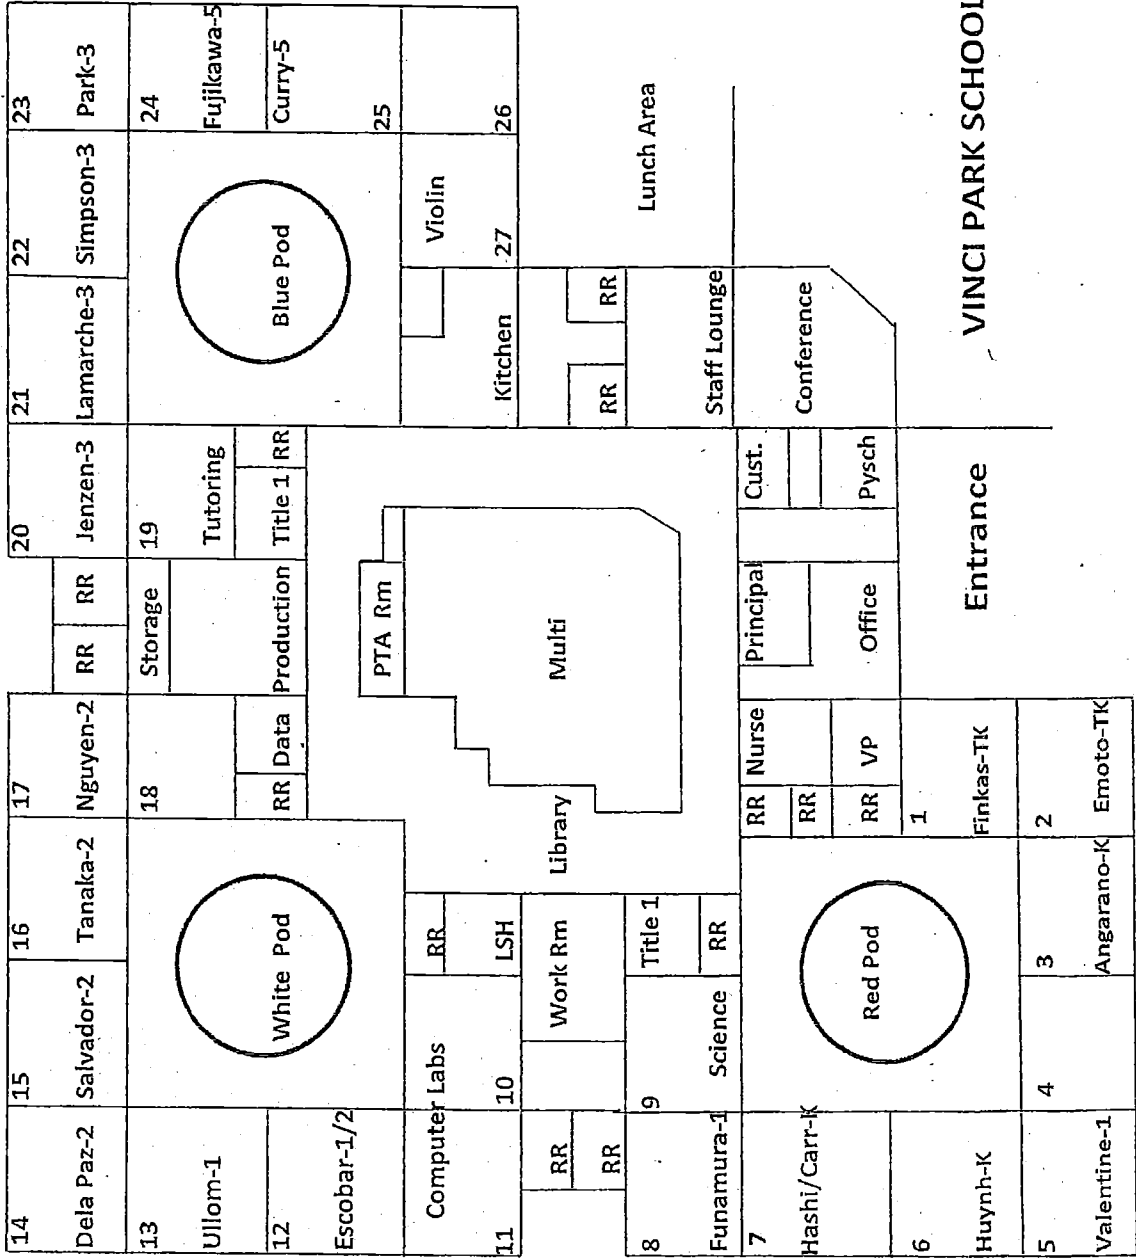 14
Dela Paz-2
15
Salvador-2
16
Tanaka-2
17
Nguyen-2
RR
RR
20
Jenzen-3
21
Lamarche-3
22
Simpson-3
23
Park-3
13
Ullom-1
12
Escobar-1/2
White Pod
18
RR
Data
Storage
Production
19
Tutoring
Title 1
RR
Blue Pod
24
Fujikawa-5
Curry-5
25
Computer Labs
11
10
RR
LSH
PTA Rm
Kitchen
Violin
27
26
RR
RR
Work Rm
Library
Multi
RR
RR
Lunch Area
8
Funamura-1
9
Science
Title 1
RR
Staff Lounge
7
Hashi/Carr-K
6
Huynh-K
Red Pod
RR
RR
RR
Nurse
VP
Principal
Office
Cust.
Pysch
Conference
1
Finkas-TK
Entrance
5
Valentine-1
4
3
Angarano-K
2
Emoto-TK
VINCI PARK SCHOOL